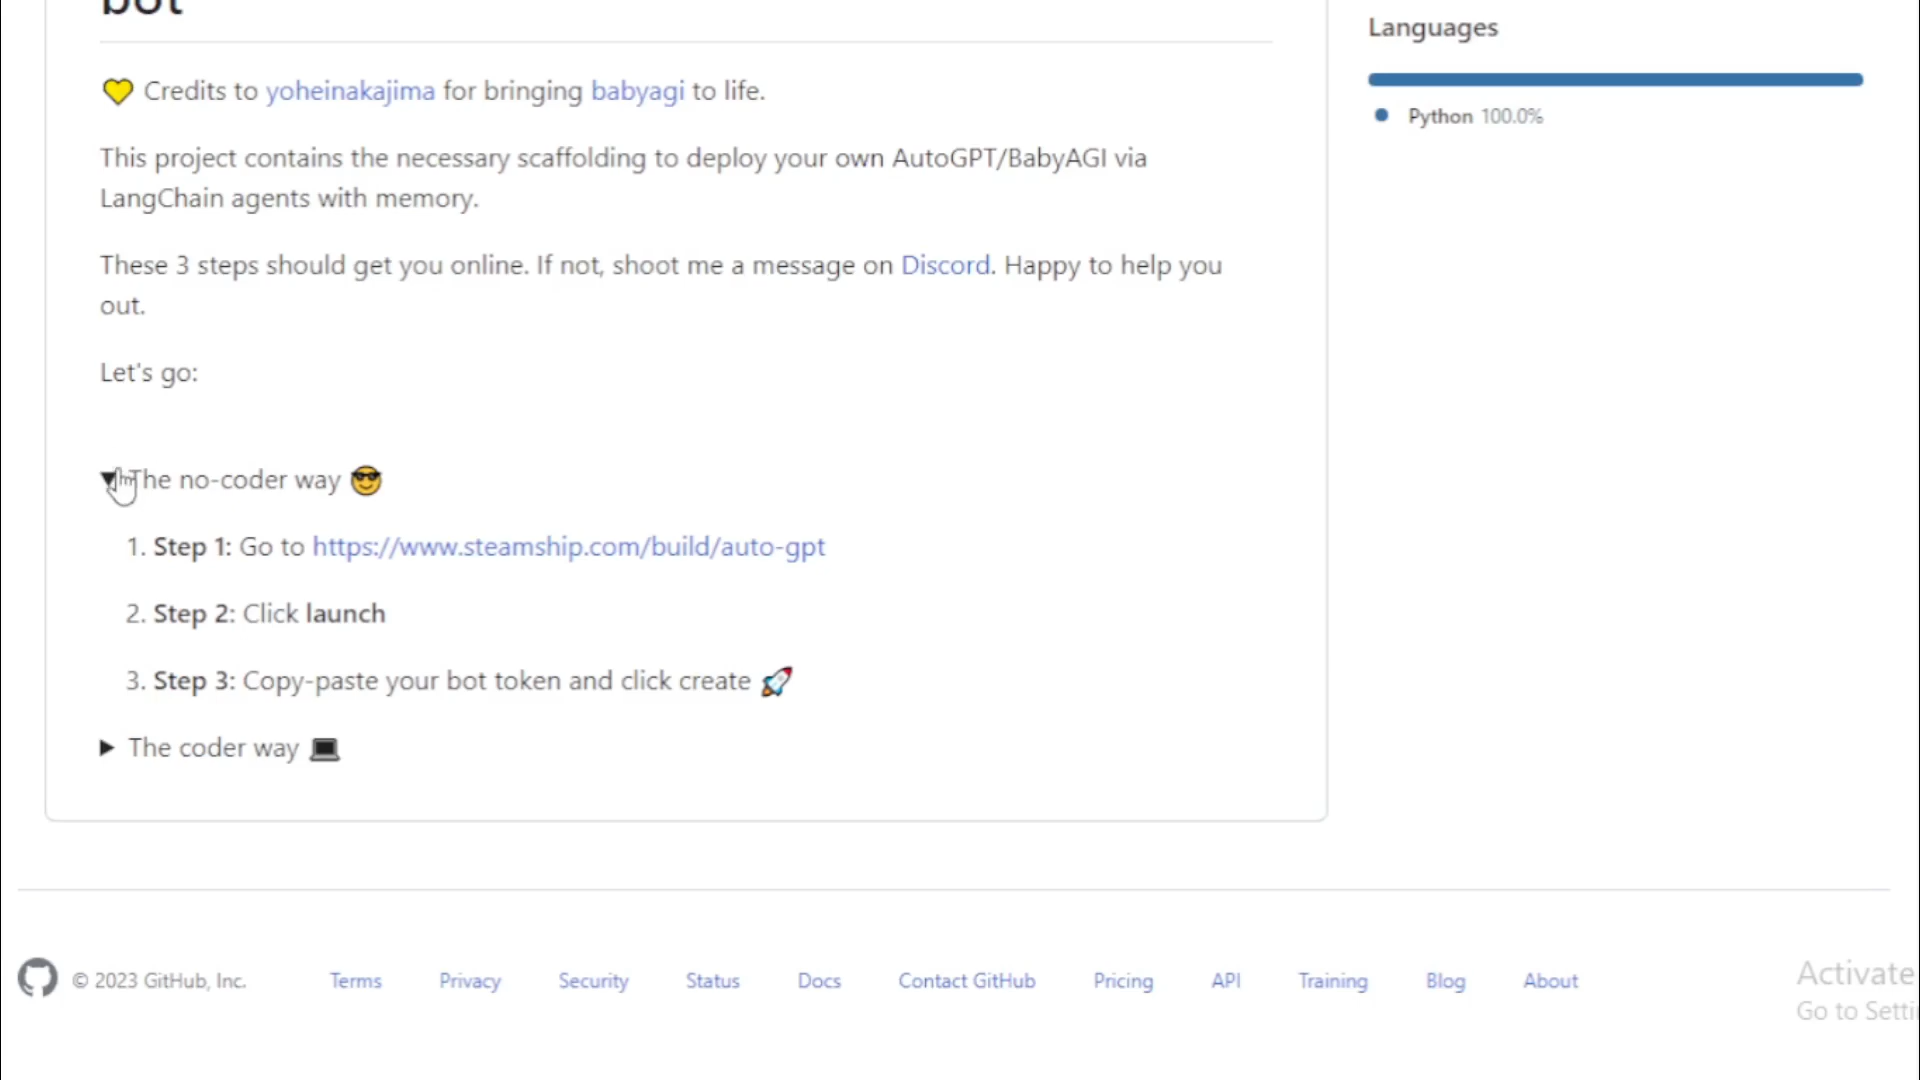 bot
Languages
💛 Credits to yoheinakajima for bringing babyagi to life.
Python 100.0%
This project contains the necessary scaffolding to deploy your own AutoGPT/BabyAGI via
LangChain agents with memory.
These 3 steps should get you online. If not, shoot me a message on Discord. Happy to help you
out.
Let's go:
The no-coder way 😎
1. Step 1: Go to https://www.steamship.com/build/auto-gpt
2. Step 2: Click launch
3. Step 3: Copy-paste your bot token and click create 🚀
The coder way 💻
© 2023 GitHub, Inc. Terms Privacy Security Status Docs Contact GitHub Pricing API Training Blog About
Activate
Go to Setti